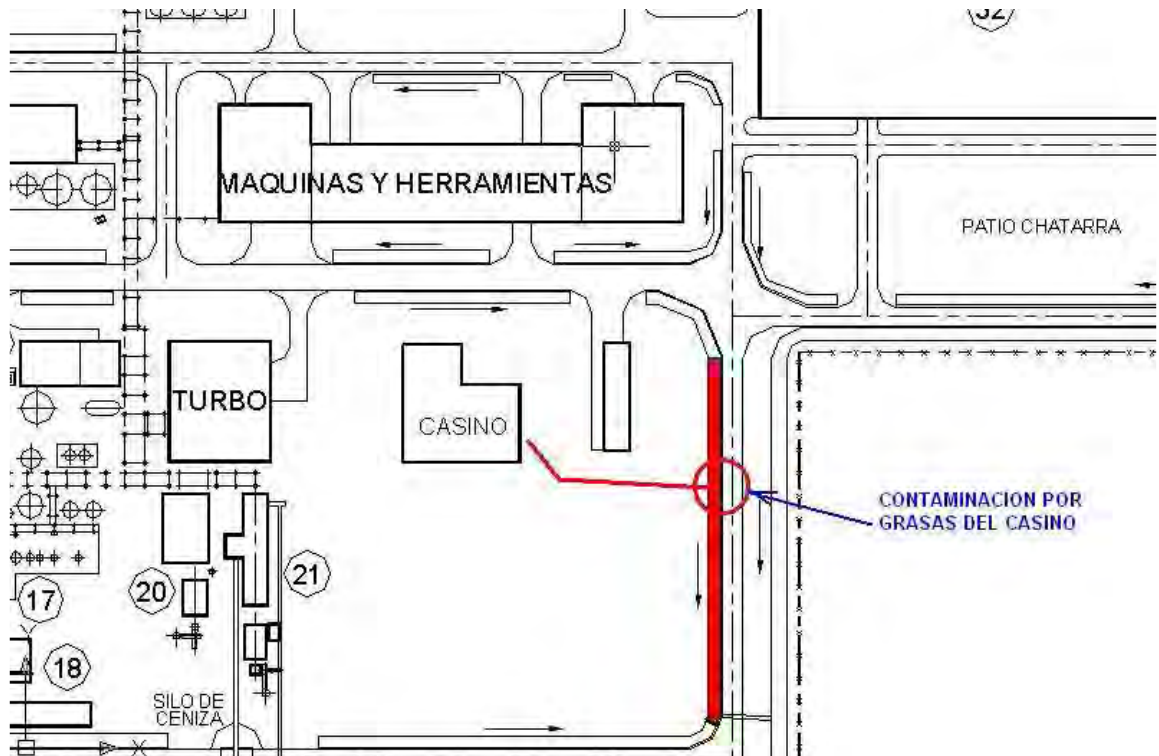 32
MAQUINAS Y HERRAMIENTAS
PATIO CHATARRA
TURBO
CASINO
CONTAMINACION POR
GRASAS DEL CASINO
20
21
17
18
SILO DE
CENIZA